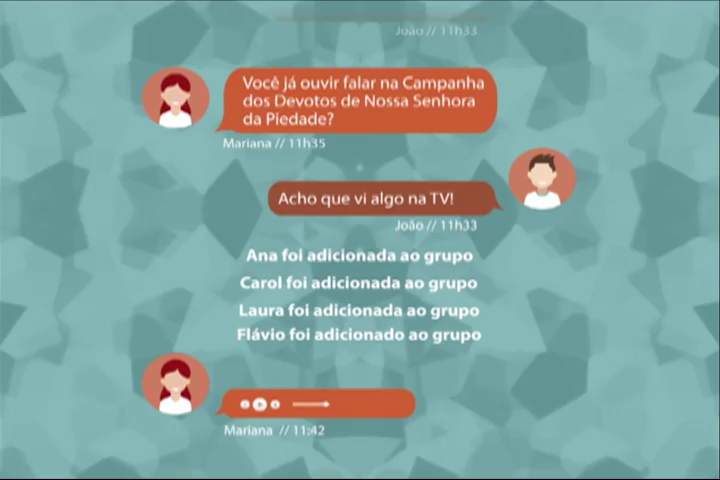 João // 11h33
Você já ouvir falar na Campanha
dos Devotos de Nossa Senhora
da Piedade?
Mariana // 11h35
Acho que vi algo na TV!
João // 11h33
Ana foi adicionada ao grupo
Carol foi adicionada ao grupo
Laura foi adicionada ao grupo
Flávio foi adicionado ao grupo
Mariana // 11:42